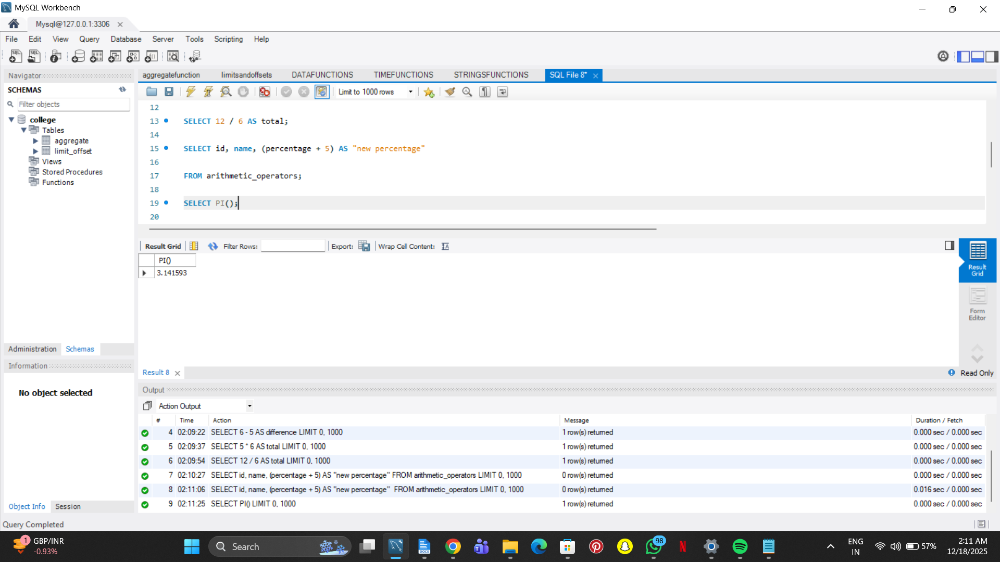 MySQL Workbench
Mysql@127.0.0.1:3306
File Edit View Query Database Server Tools Scripting Help
Navigator
SCHEMAS
Filter objects
college
Tables
aggregate
limit_offset
Views
Stored Procedures
Functions
Administration Schemas
Information
No object selected
Object Info Session
aggregatefunction limitsandoffsets DATAFUNCTIONS TIMEFUNCTIONS STRINGSFUNCTIONS SQL File 8*
Limit to 1000 rows
12
13 SELECT 12 / 6 AS total;
14
15 SELECT id, name, (percentage + 5) AS "new percentage"
16
17 FROM arithmetic_operators;
18
19 SELECT PI();
20
Result Grid Filter Rows: Export: Wrap Cell Content:
PI()
3.141593
Result Grid
Form Editor
Result 8
Read Only
Output
Action Output
# Time Action Message Duration / Fetch
4 02:09:22 SELECT 6 - 5 AS difference LIMIT 0, 1000 1 row(s) returned 0.000 sec / 0.000 sec
5 02:09:37 SELECT 5 * 6 AS total LIMIT 0, 1000 1 row(s) returned 0.000 sec / 0.000 sec
6 02:09:54 SELECT 12 / 6 AS total LIMIT 0, 1000 1 row(s) returned 0.000 sec / 0.000 sec
7 02:10:27 SELECT id, name, (percentage + 5) AS "new percentage" FROM arithmetic_operators LIMIT 0, 1000 0 row(s) returned 0.000 sec / 0.000 sec
8 02:11:06 SELECT id, name, (percentage + 5) AS "new percentage"  FROM arithmetic_operators LIMIT 0, 1000 0 row(s) returned 0.016 sec / 0.000 sec
9 02:11:25 SELECT PI() LIMIT 0, 1000 1 row(s) returned 0.000 sec / 0.000 sec
Query Completed
1 GBP/INR
-0.93%
Search
98
ENG
IN
57%
2:11 AM
12/18/2025